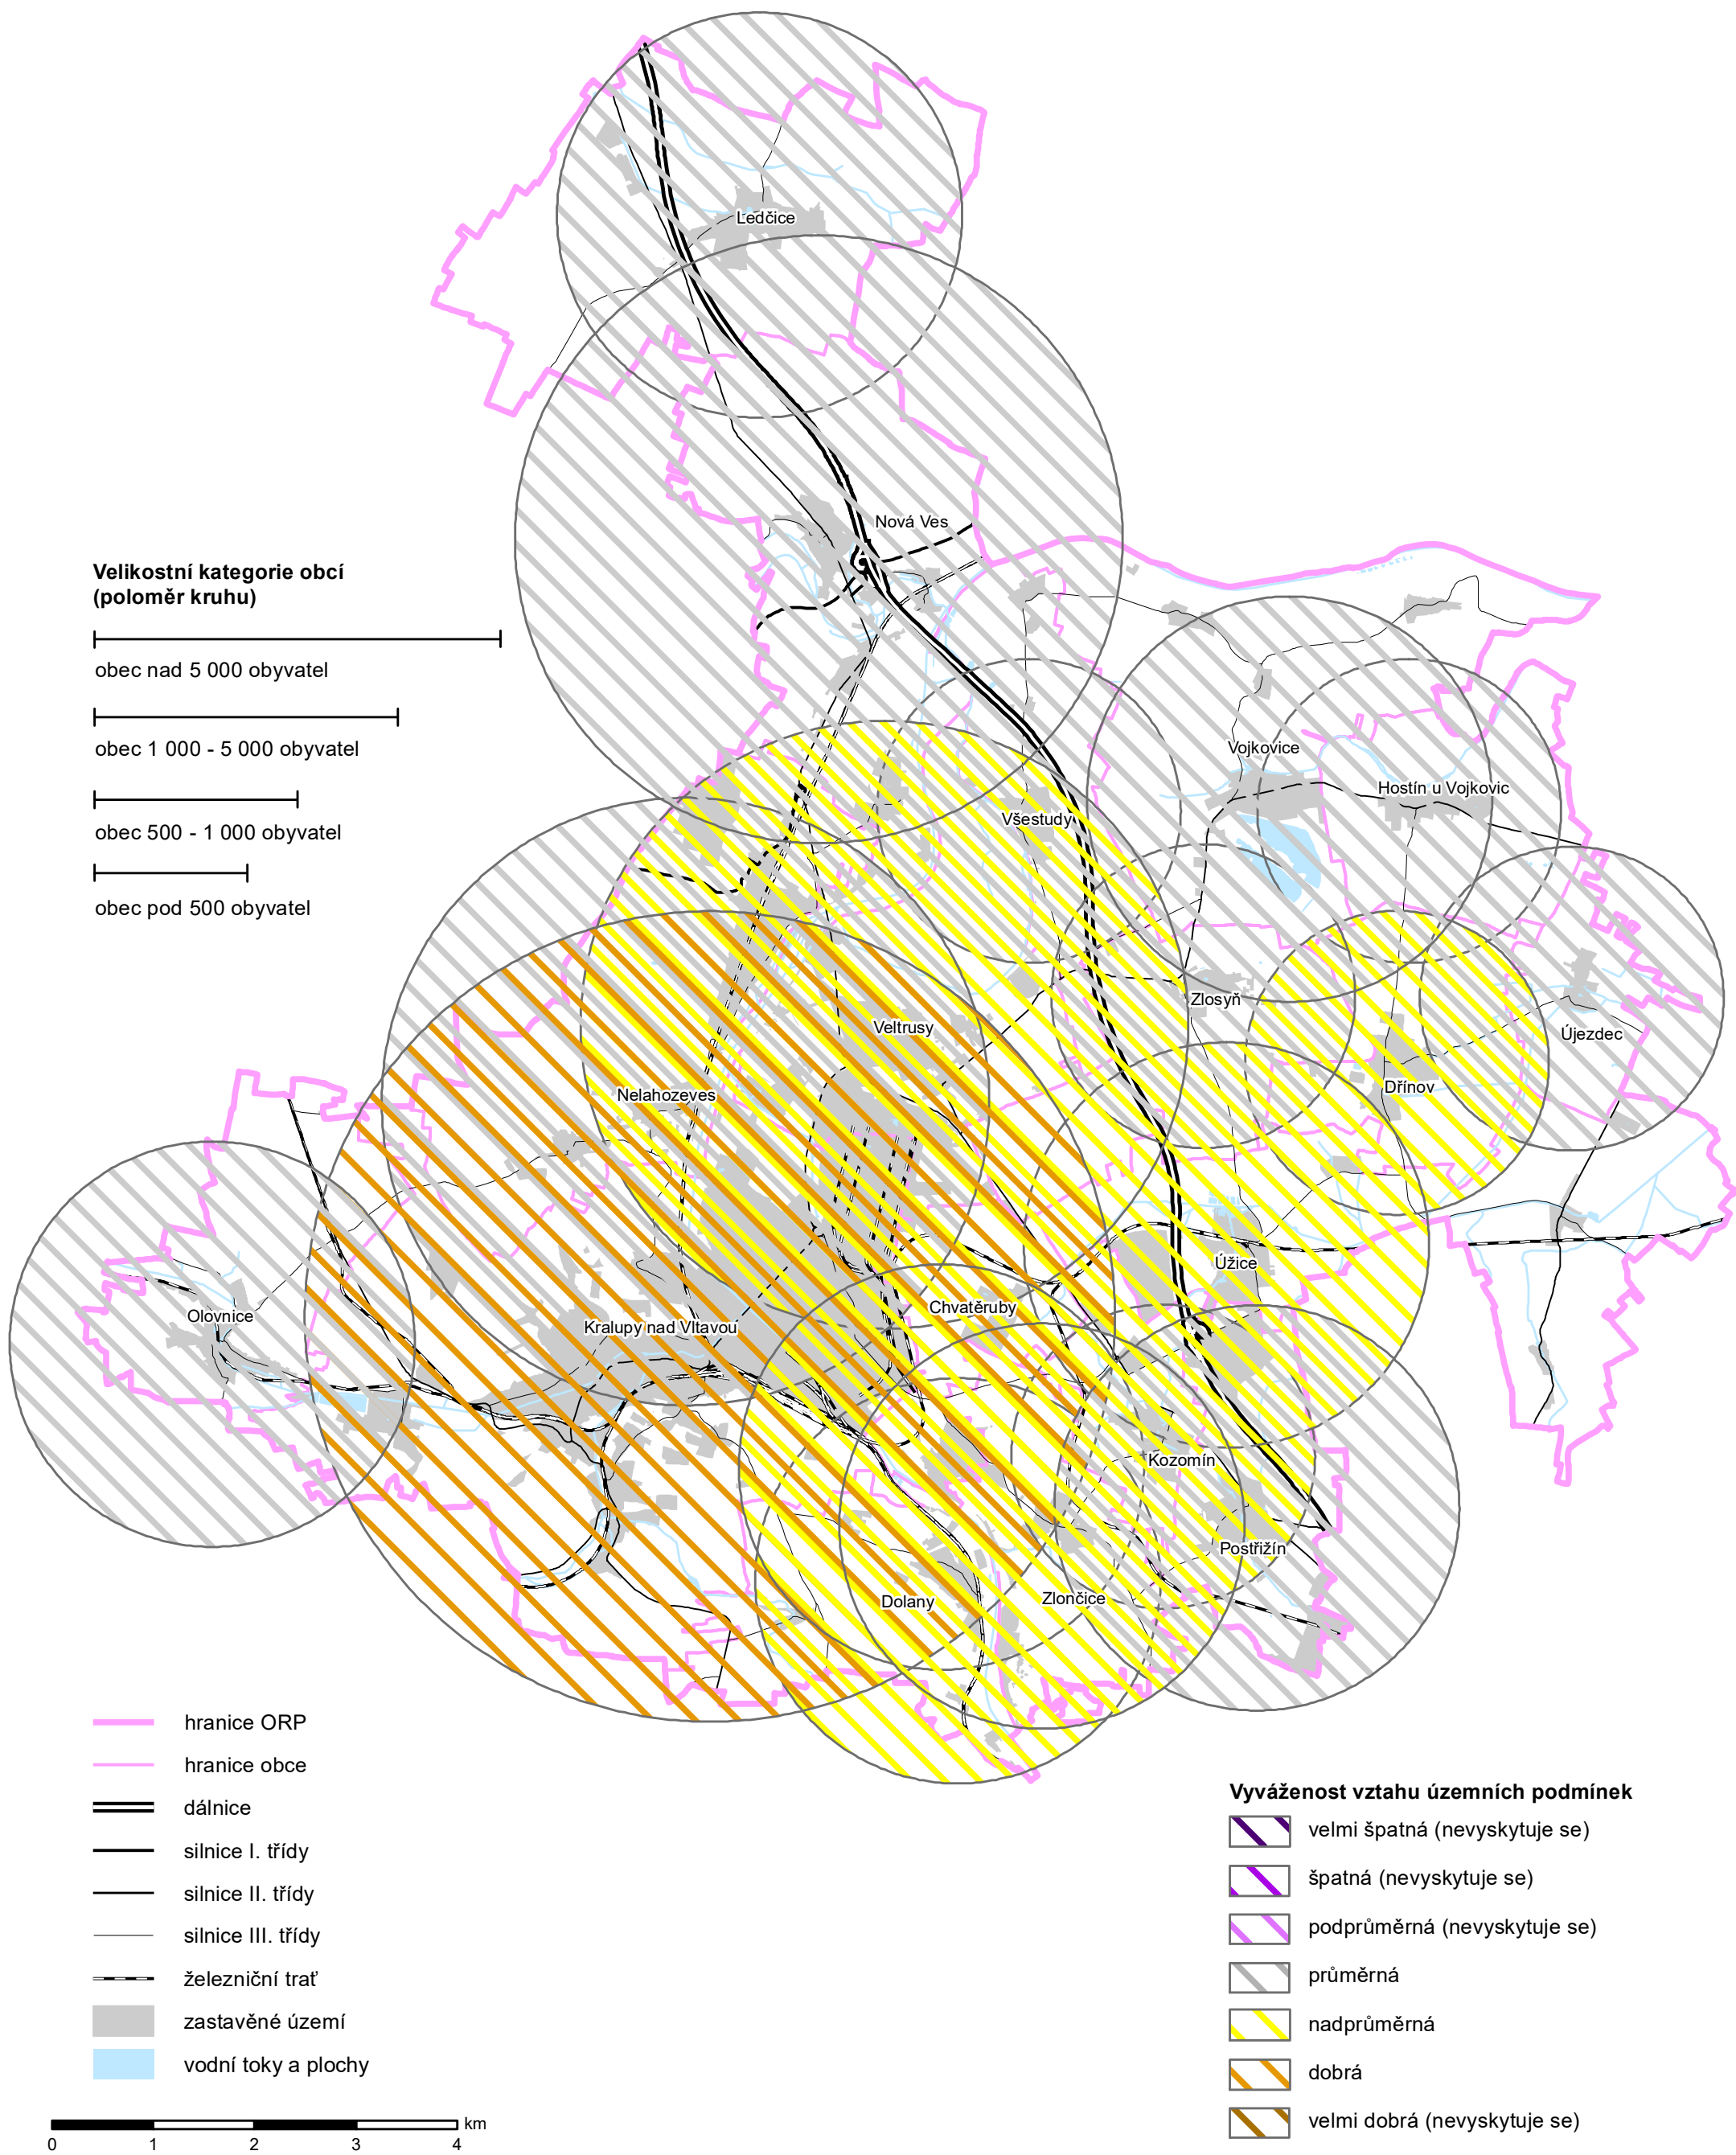 Ledčice
Nová Ves
Velikostní kategorie obcí
(poloměr kruhu)
obec nad 5 000 obyvatel
obec 1 000 - 5 000 obyvatel
obec 500 - 1 000 obyvatel
obec pod 500 obyvatel
Vojkovice
Hostín u Vojkovic
Všestudy
Zlosyň
Újezdec
Veltrusy
Dřínov
Nelahozeves
Úžice
Chvatěruby
Olovnice
Kralupy nad Vltavou
Kozomín
Postřižín
Zlončice
Dolany
hranice ORP
hranice obce
dálnice
silnice I. třídy
silnice II. třídy
silnice III. třídy
železniční trať
zastavěné území
vodní toky a plochy
km
0 1 2 3 4
Vyváženost vztahu územních podmínek
velmi špatná (nevyskytuje se)
špatná (nevyskytuje se)
podprůměrná (nevyskytuje se)
průměrná
nadprůměrná
dobrá
velmi dobrá (nevyskytuje se)